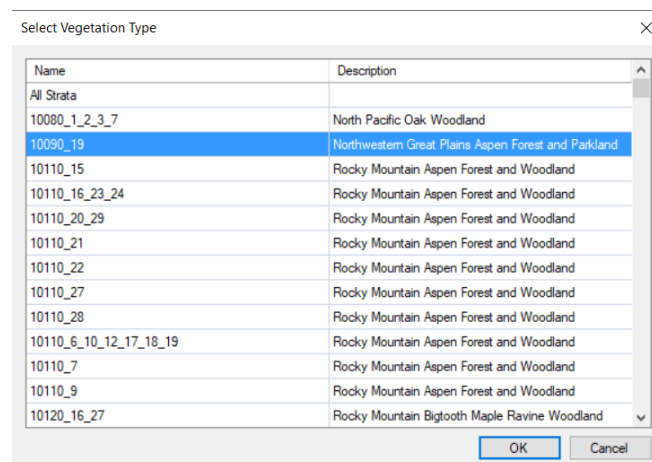 Select Vegetation Type
Name Description
All Strata
10080_1_2_3_7 North Pacific Oak Woodland
10090_19 Northwestern Great Plains Aspen Forest and Parkland
10110_15 Rocky Mountain Aspen Forest and Woodland
10110_16_23_24 Rocky Mountain Aspen Forest and Woodland
10110_20_29 Rocky Mountain Aspen Forest and Woodland
10110_21 Rocky Mountain Aspen Forest and Woodland
10110_22 Rocky Mountain Aspen Forest and Woodland
10110_27 Rocky Mountain Aspen Forest and Woodland
10110_28 Rocky Mountain Aspen Forest and Woodland
10110_6_10_12_17_18_19 Rocky Mountain Aspen Forest and Woodland
10110_7 Rocky Mountain Aspen Forest and Woodland
10110_9 Rocky Mountain Aspen Forest and Woodland
10120_16_27 Rocky Mountain Bigtooth Maple Ravine Woodland
OK Cancel